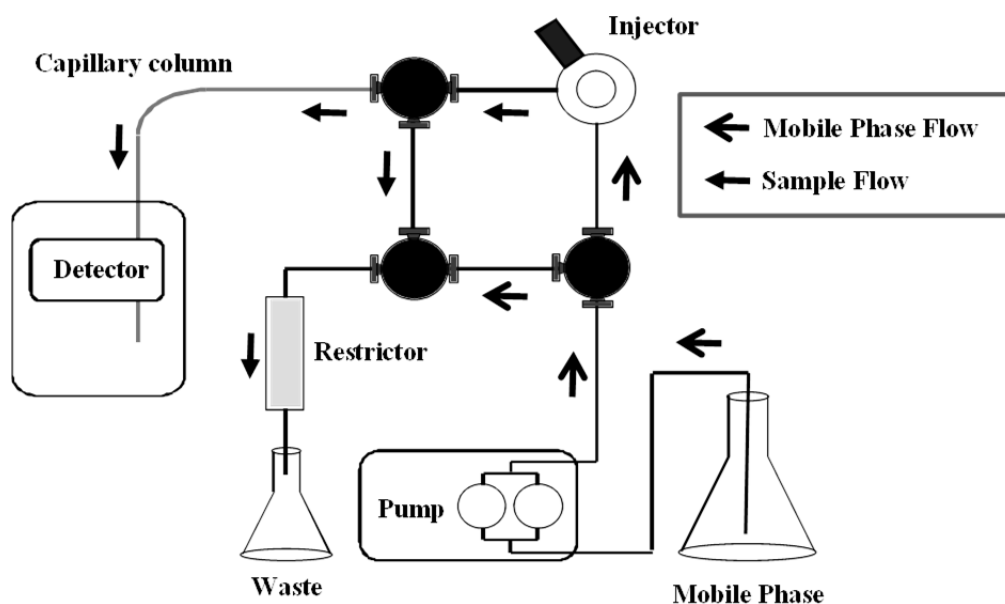 Injector
Capillary column
Mobile Phase Flow
Sample Flow
Detector
Restrictor
Pump
Waste
Mobile Phase